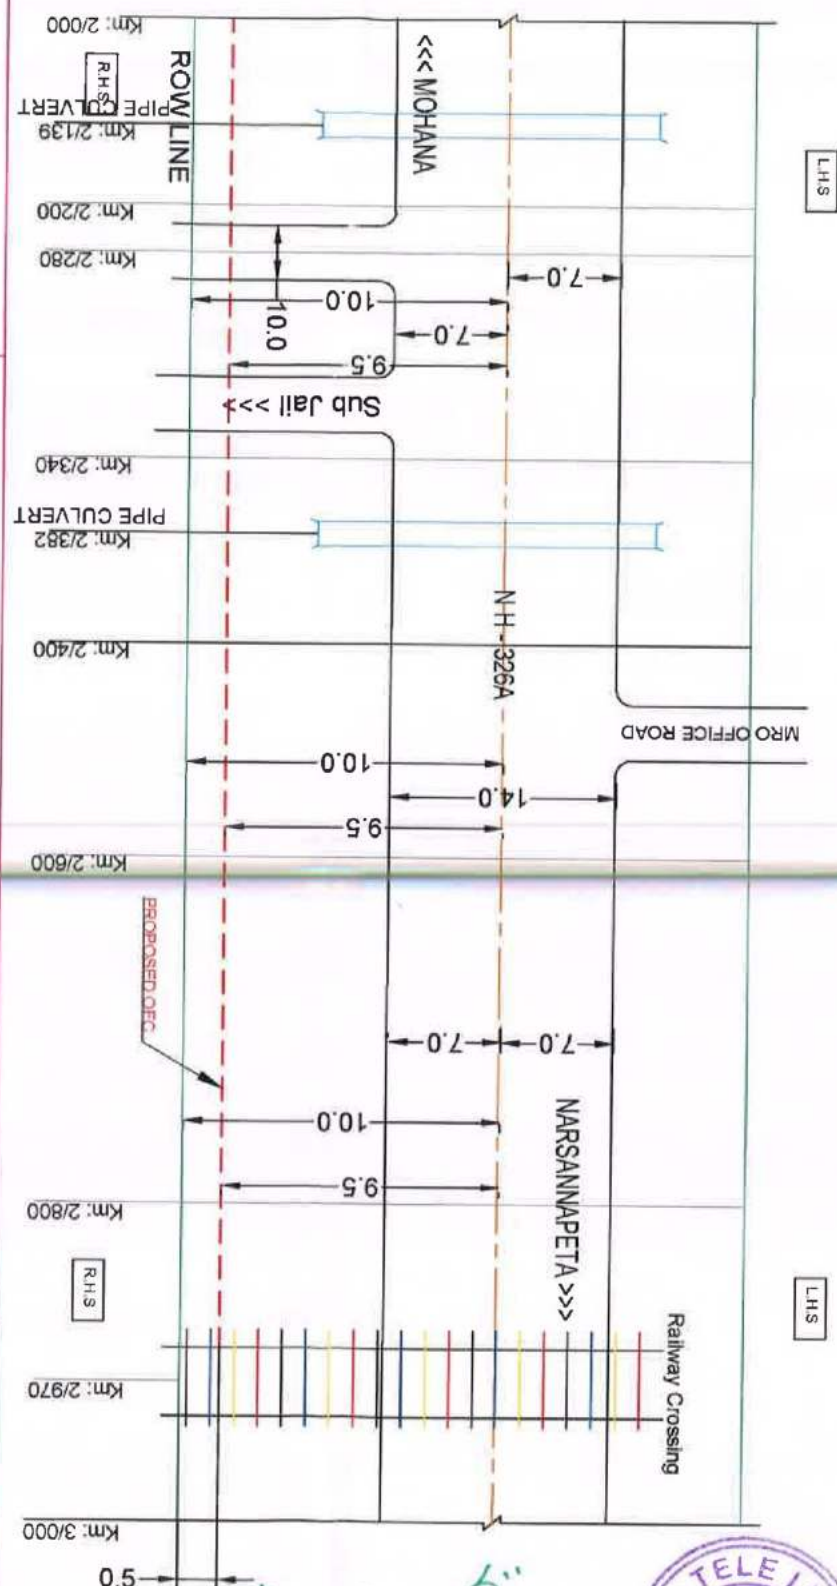 Km: 2/000
R.H.S
ROW LINE
<<< MOHANA
L.H.S
PIPE CULVERT
Km: 2/139
Km: 2/200
Km: 2/280
7.0
10.0
10.0
7.0
9.5
Sub Jail >>>
Km: 2/340
PIPE CULVERT
Km: 2/382
N H - 326A
Km: 2/400
MRO OFFICE ROAD
10.0
14.0
9.5
Km: 2/600
PROPOSED OFC
7.0
7.0
10.0
NARSANNAPETA >>>
9.5
Km: 2/800
R.H.S
L.H.S
Railway Crossing
Km: 2/970
Km: 3/000
0.5
TELE